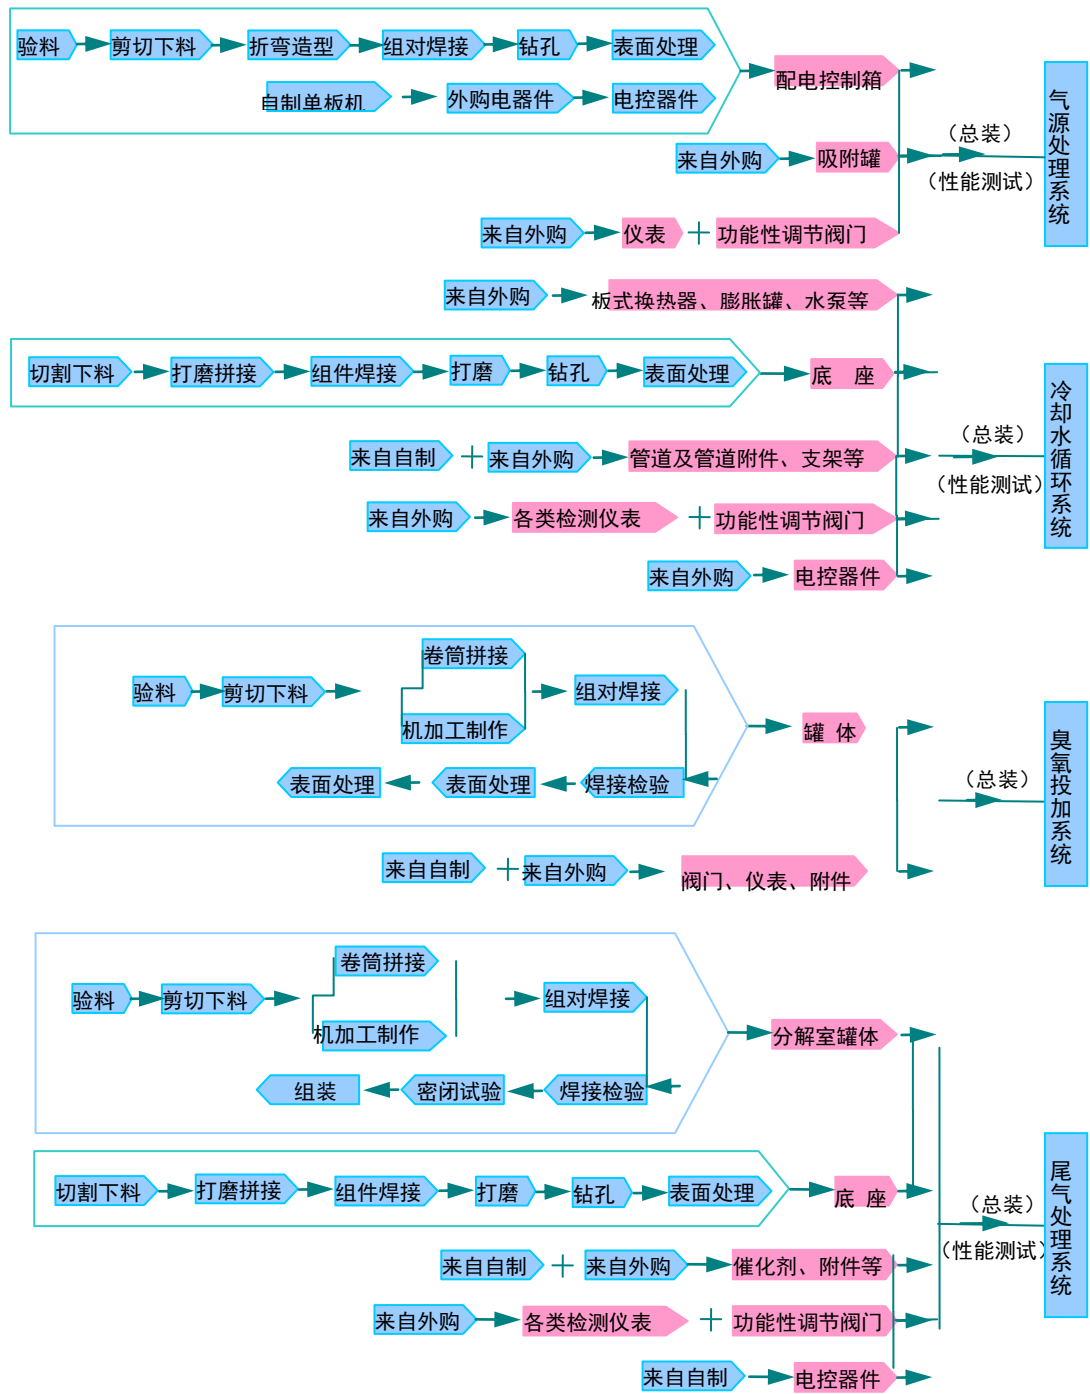 验料 剪切下料 折弯造型 组对焊接 钻孔 表面处理
配电控制箱
自制单板机 外购电器件 电控器件
气源处理系统
（总装）
来自外购 吸附罐
（性能测试）
来自外购 仪表 + 功能性调节阀门
来自外购 板式换热器、膨胀罐、水泵等
切割下料 打磨拼接 组件焊接 打磨 钻孔 表面处理 底 座
冷却水循环系统
（总装）
来自自制 + 来自外购 管道及管道附件、支架等
（性能测试）
来自外购 各类检测仪表 + 功能性调节阀门
来自外购 电控器件
卷筒拼接
验料 剪切下料 组对焊接
机加工制作 罐 体
臭氧投加系统
（总装）
表面处理 表面处理 焊接检验
来自自制 + 来自外购 阀门、仪表、附件
卷筒拼接
验料 剪切下料 组对焊接
机加工制作 分解室罐体
组装 密闭试验 焊接检验
切割下料 打磨拼接 组件焊接 打磨 钻孔 表面处理 底 座
尾气处理系统
（总装）
（性能测试）
来自自制 + 来自外购 催化剂、附件等
来自外购 各类检测仪表 + 功能性调节阀门
来自自制 电控器件